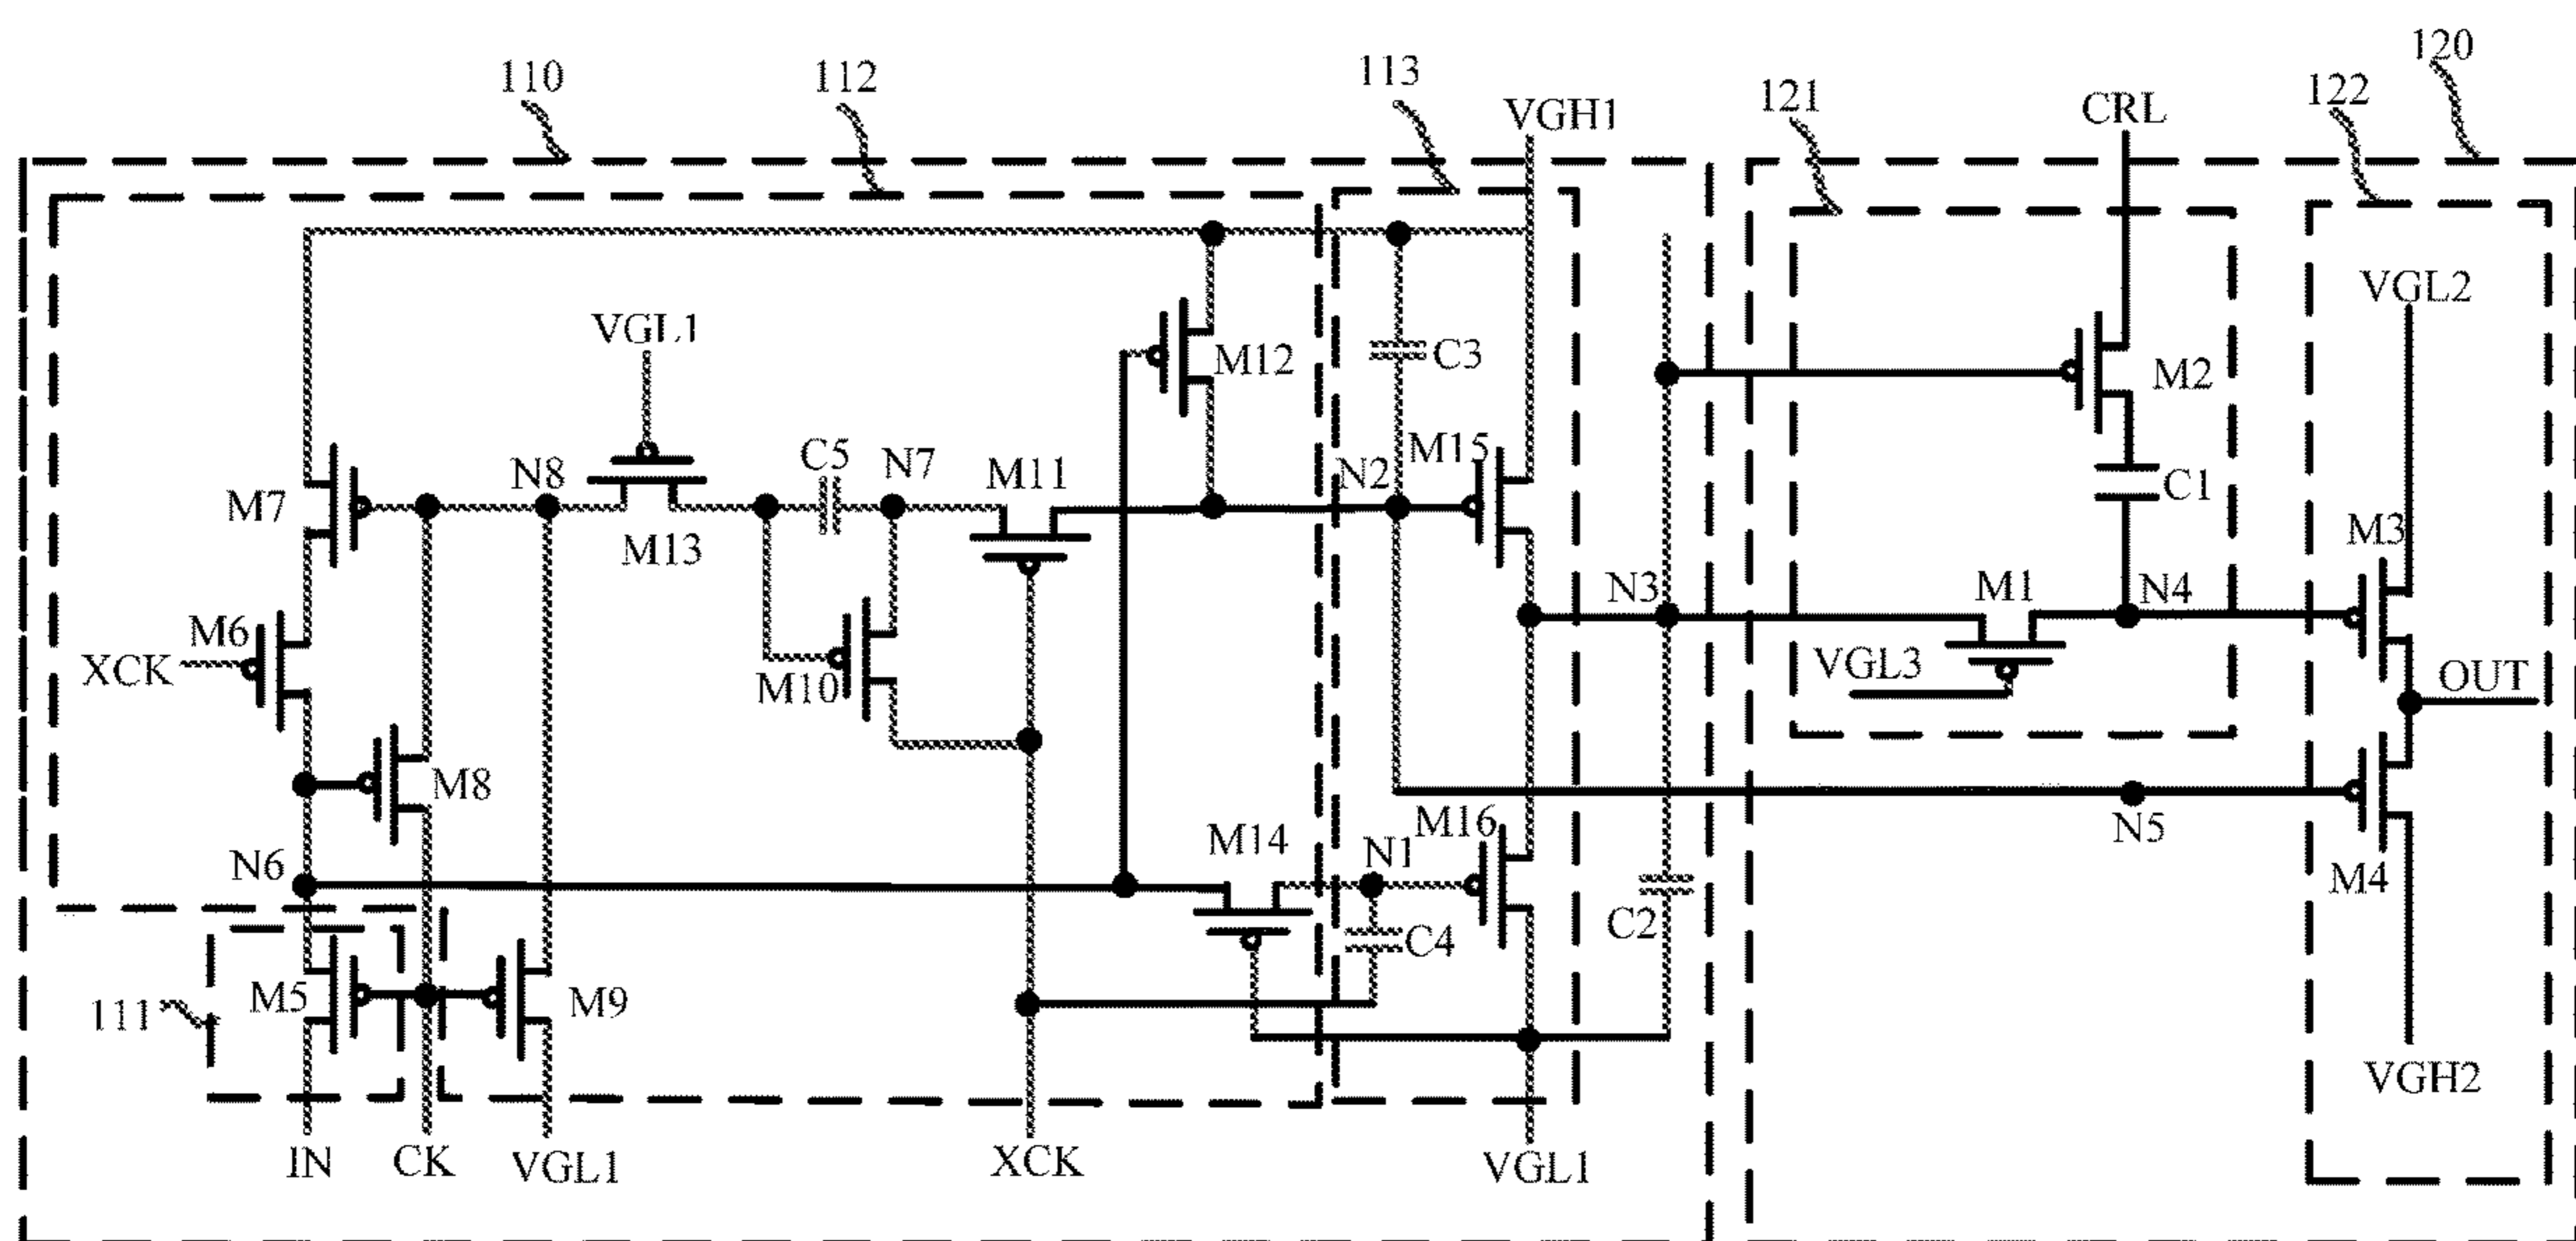 120
110
112
113
121
122
CRL
VGH1
VGL2
VGL1
C3
M12
M2
C5
N7
M11
N2
M15
N8
M7
C1
M13
M3
N3
M1
N4
M6
XCK
M10
VGL3
OUT
M8
M14
M16
N1
N5
N6
M4
C2
C4
111
M5
M9
VGH2
IN
CK
VGL1
XCK
VGL1